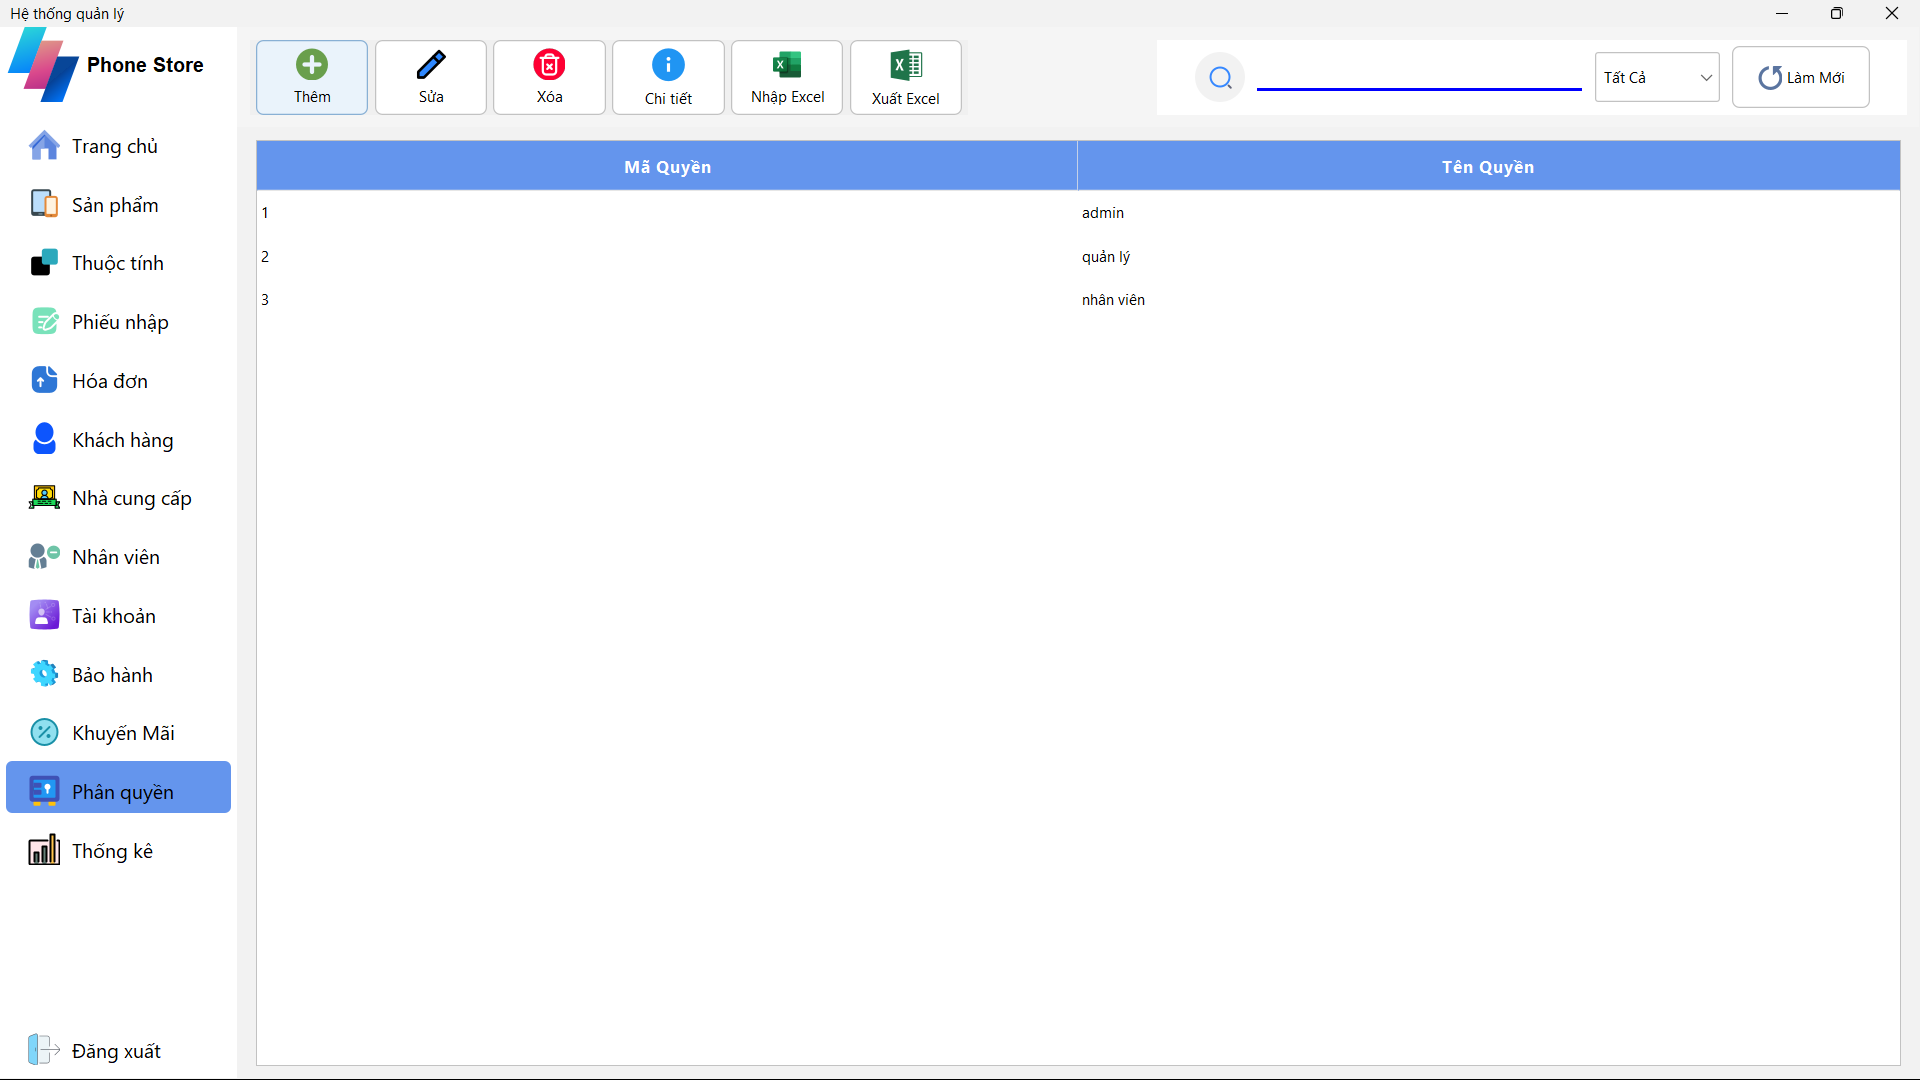 Hệ thống quản lý
Phone Store
Thêm
Sửa
Xóa
Chi tiết
Nhập Excel
Xuất Excel
Tất Cả
Làm Mới
Trang chủ
Sản phẩm
Thuộc tính
Phiếu nhập
Hóa đơn
Khách hàng
Nhà cung cấp
Nhân viên
Tài khoản
Bảo hành
Khuyến Mãi
Phân quyền
Thống kê
Đăng xuất
Mã Quyền Tên Quyền
1 admin
2 quản lý
3 nhân viên